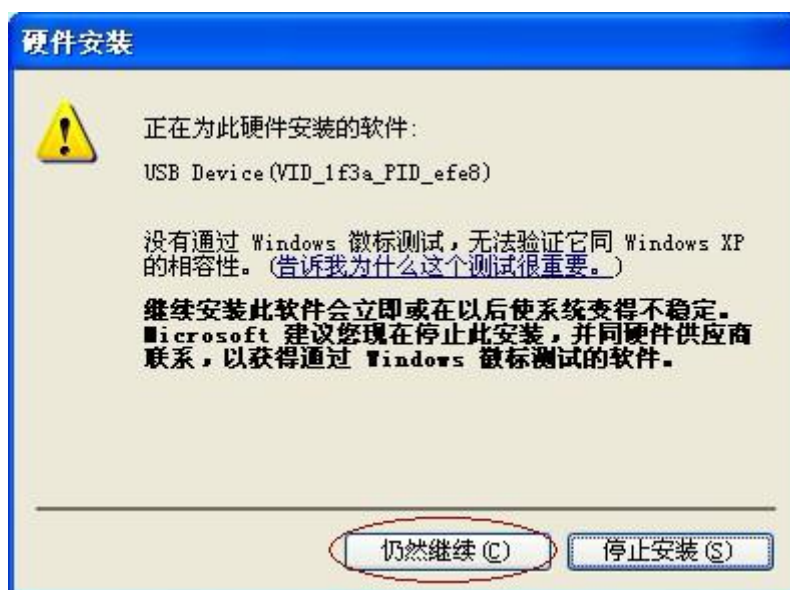 硬件安装
正在为此硬件安装的软件:
USB Device(VID_1f3a_PID_efe8)
没有通过 Windows 徽标测试，无法验证它同 Windows XP
的相容性。(告诉我为什么这个测试很重要。)
继续安装此软件会立即或在以后使系统变得不稳定。
Microsoft 建议您现在停止此安装，并同硬件供应商
联系，以获得通过 Windows 徽标测试的软件。
仍然继续(C)
停止安装(S)